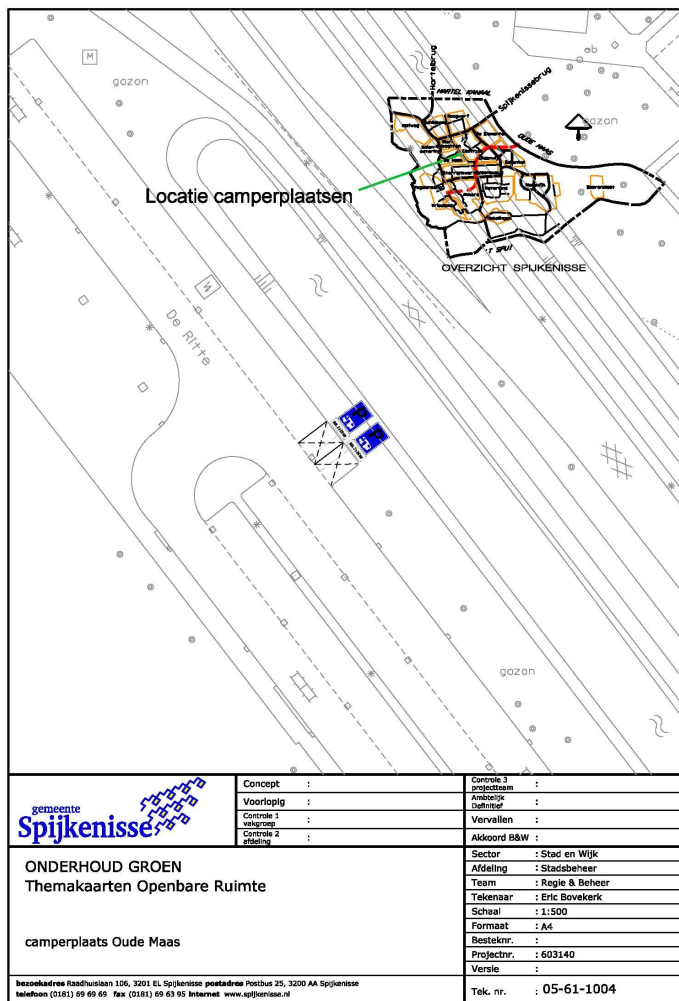 M
gazon
Hartelbrug
HARTEL KANAAL
Spijkenissebrug
ab
gazon
OUDE MAAS
Locatie camperplaatsen
'T SPUI
OVERZICHT SPIJKENISSE
De Ritte
gazon
gemeente
Spijkenisse
Concept :
Voorlopig :
Controle 1 vakgroep :
Controle 2 afdeling :
Controle 3 projectteam :
Ambtelijk Definitief :
Vervallen :
Akkoord B&W :
ONDERHOUD GROEN
Themakaarten Openbare Ruimte
camperplaats Oude Maas
Sector : Stad en Wijk
Afdeling : Stadsbeheer
Team : Regie & Beheer
Tekenaar : Eric Bovekerk
Schaal : 1:500
Formaat : A4
Besteknr. :
Projectnr. : 603140
Versie :
Tek. nr. : 05-61-1004
bezoekadres Raadhuislaan 106, 3201 EL Spijkenisse postadres Postbus 25, 3200 AA Spijkenisse
telefoon (0181) 69 69 69 fax (0181) 69 63 95 internet www.spijkenisse.nl